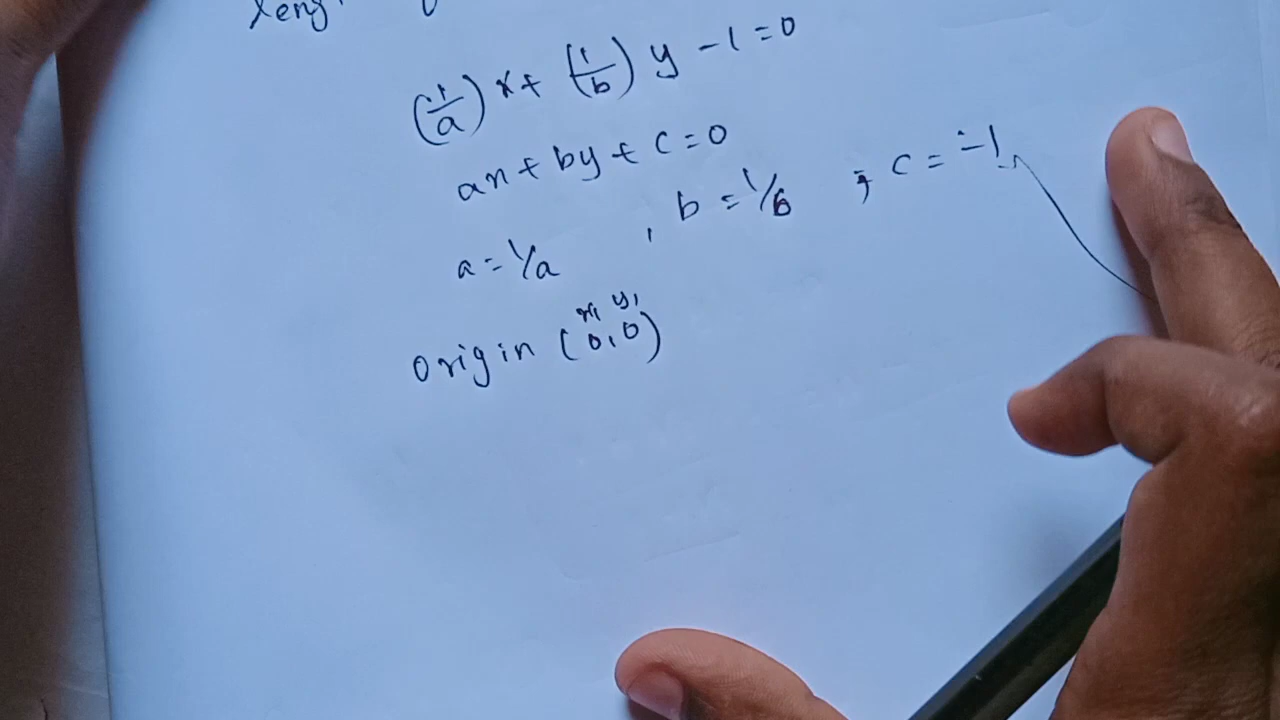 (1/a) x + (1/b) y - 1 = 0
ax + by + c = 0
a = 1/a , b = 1/b ; c = -1
x1 y1
origin (0,0)